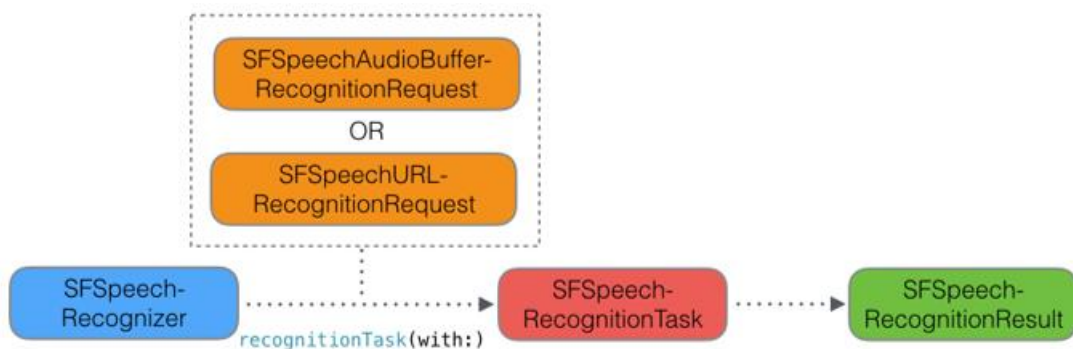 SFSpeechAudioBuffer-
RecognitionRequest
OR
SFSpeechURL-
RecognitionRequest
SFSpeech-
Recognizer
recognitionTask(with:)
SFSpeech-
RecognitionTask
SFSpeech-
RecognitionResult